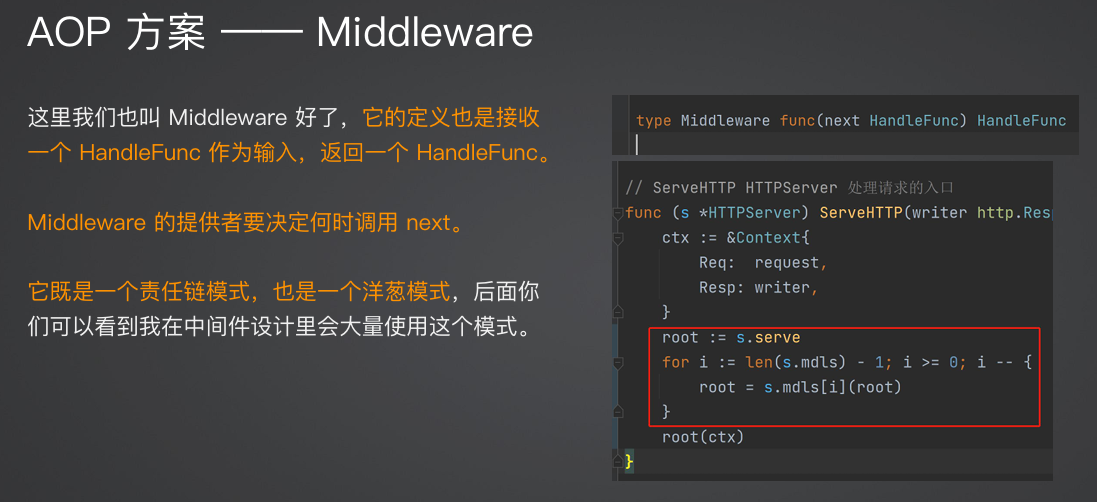 AOP 方案 —— Middleware
这里我们也叫 Middleware 好了，它的定义也是接收
一个 HandleFunc 作为输入，返回一个 HandleFunc。
Middleware 的提供者要决定何时调用 next。
它既是一个责任链模式，也是一个洋葱模式，后面你
们可以看到我在中间件设计里会大量使用这个模式。
type Middleware func(next HandleFunc) HandleFunc
// ServeHTTP HTTPServer 处理请求的入口
func (s *HTTPServer) ServeHTTP(writer http.Resp
ctx := &Context{
Req: request,
Resp: writer,
}
root := s.serve
for i := len(s.mdls) - 1; i >= 0; i -- {
root = s.mdls[i](root)
}
root(ctx)
}